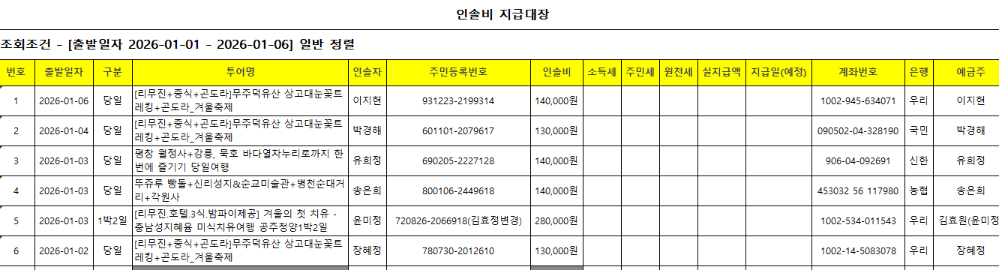 인솔비 지급대장
조회조건 - [출발일자 2026-01-01 - 2026-01-06] 일반 정렬
번호 출발일자 구분 투어명 인솔자 주민등록번호 인솔비 소득세 주민세 원천세 실지급액 지급일(예정) 계좌번호 은행 예금주
1 2026-01-06 당일 [리무진+중식+곤도라]무주덕유산 상고대눈꽃트
레킹+곤도라_겨울축제 이지현 931223-2199314 140,000원 1002-945-634071 우리 이지현
2 2026-01-04 당일 [리무진+중식+곤도라]무주덕유산 상고대눈꽃트
레킹+곤도라_겨울축제 박경해 601101-2079617 130,000원 090502-04-328190 국민 박경해
3 2026-01-03 당일 평창 월정사+강릉, 묵호 바다열차누리로까지 한
번에 즐기기 당일여행 유희정 690205-2227128 140,000원 906-04-092691 신한 유희정
4 2026-01-03 당일 뚜쥬루 빵돌+신리성지&순교미술관+병천순대거
리+각원사 송은희 800106-2449618 140,000원 453032 56 117980 농협 송은희
5 2026-01-03 1박2일 [리무진.호텔.3식.밤파이제공] 겨울의 첫 치유 -
충남성지혜윰 미식치유여행 공주청양1박2일 윤미정 720826-2066918(김효정변경) 280,000원 1002-534-011543 우리 김효원(윤미정
6 2026-01-02 당일 [리무진+중식+곤도라]무주덕유산 상고대눈꽃트
레킹+곤도라_겨울축제 장혜정 780730-2012610 130,000원 1002-14-5083078 우리 장혜정